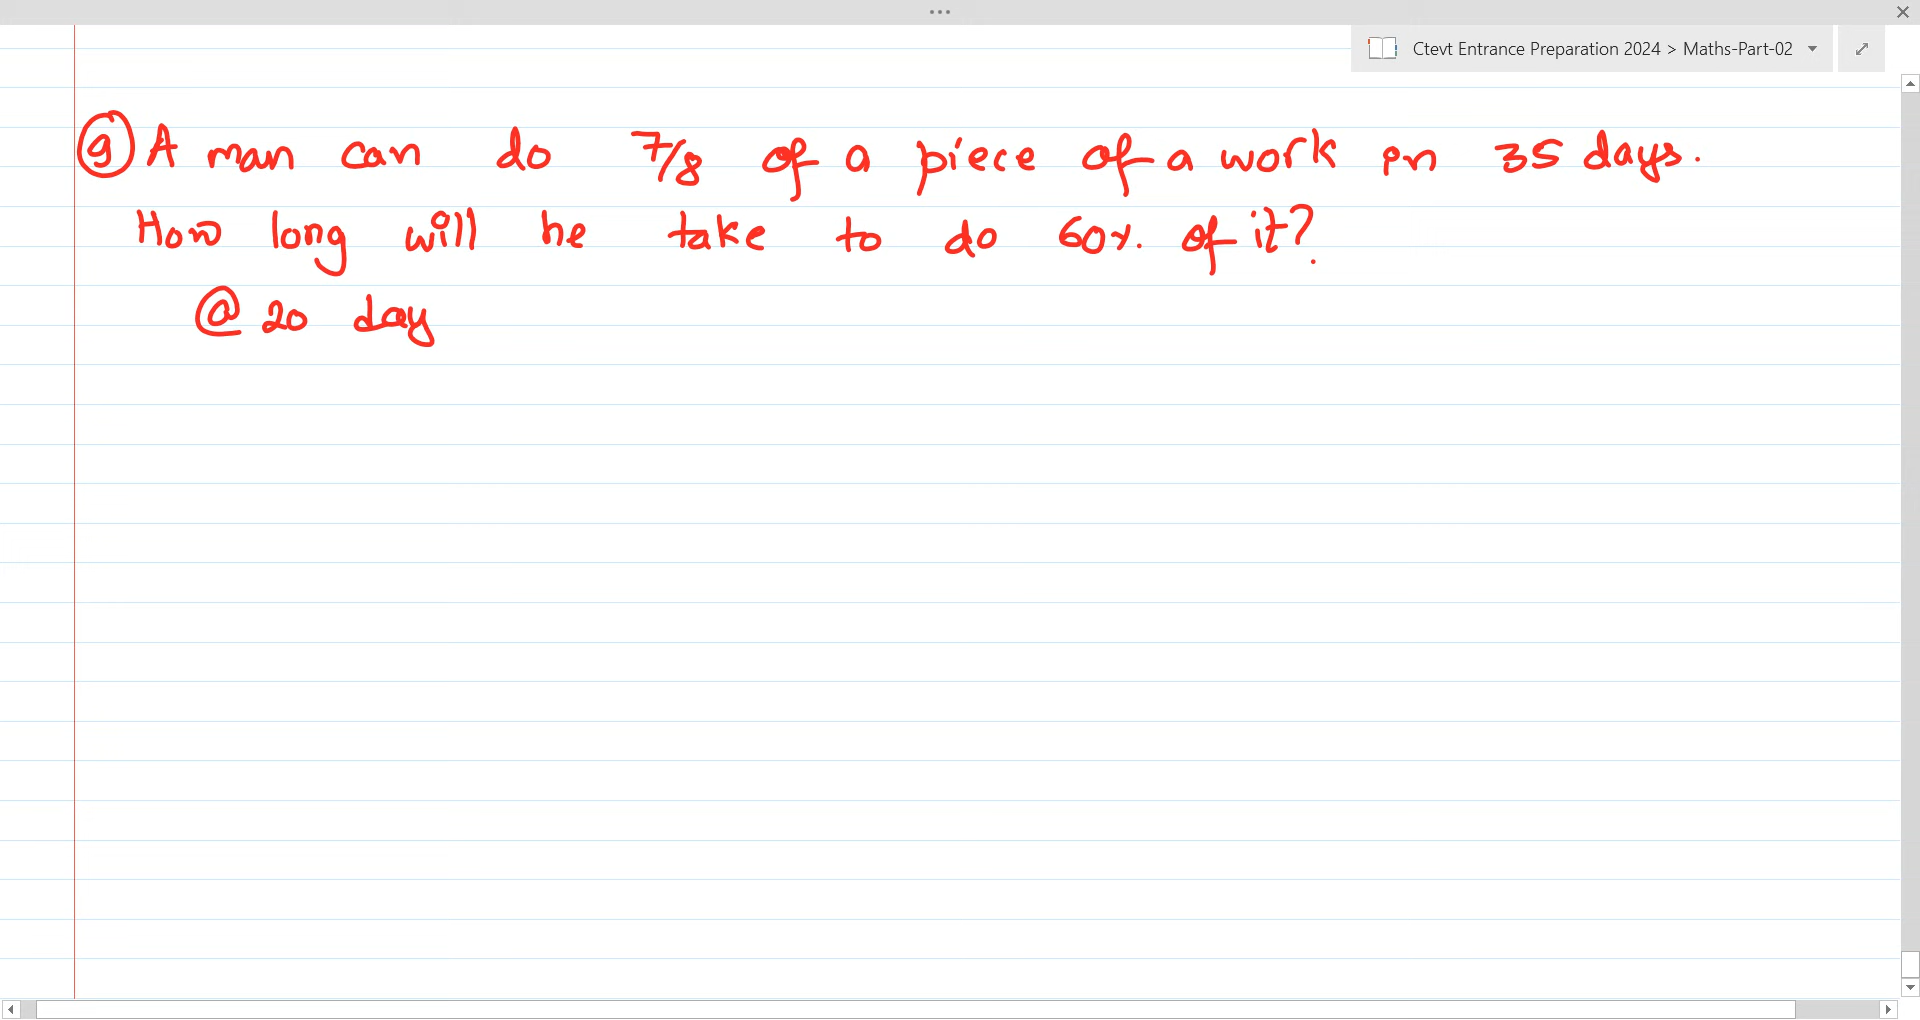 Ctevt Entrance Preparation 2024 > Maths-Part-02
9 A man can do 7/8 of a piece of a work in 35 days.
How long will he take to do 60%. of it?
a 20 day